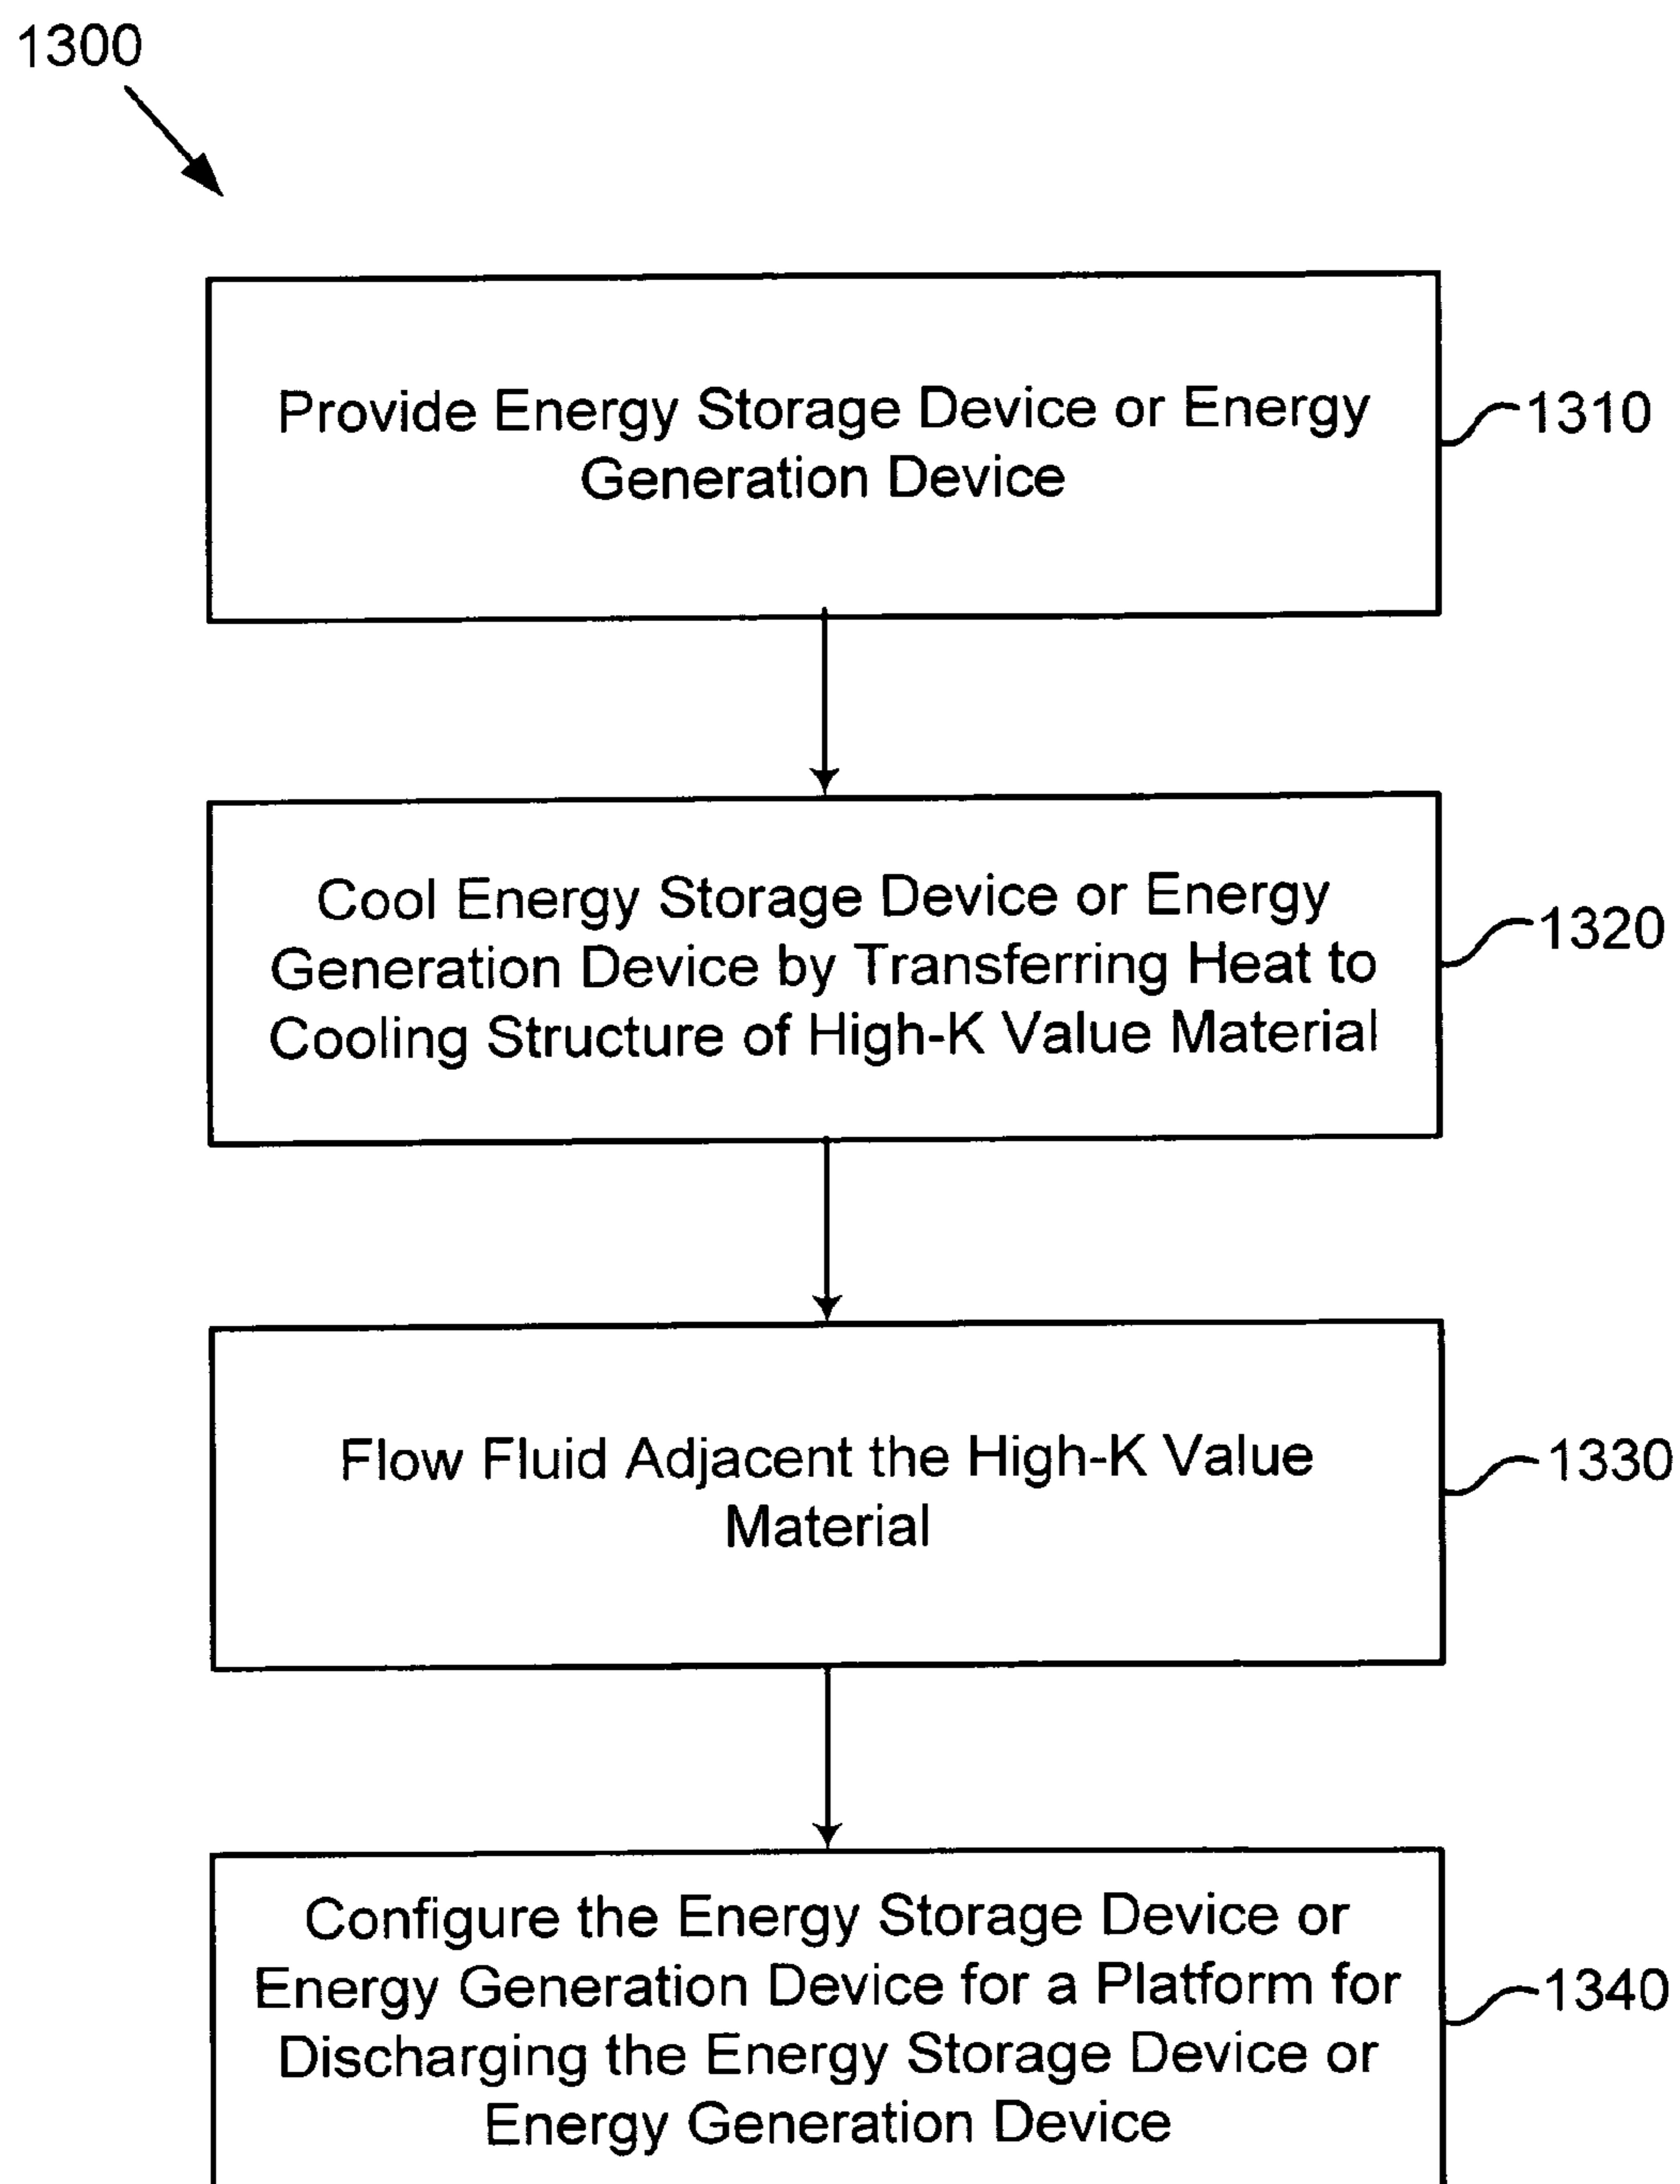 1300
Provide Energy Storage Device or Energy
Generation Device
1310
Cool Energy Storage Device or Energy
Generation Device by Transferring Heat to
Cooling Structure of High-K Value Material
1320
Flow Fluid Adjacent the High-K Value
Material
1330
Configure the Energy Storage Device or
Energy Generation Device for a Platform for
Discharging the Energy Storage Device or
Energy Generation Device
1340